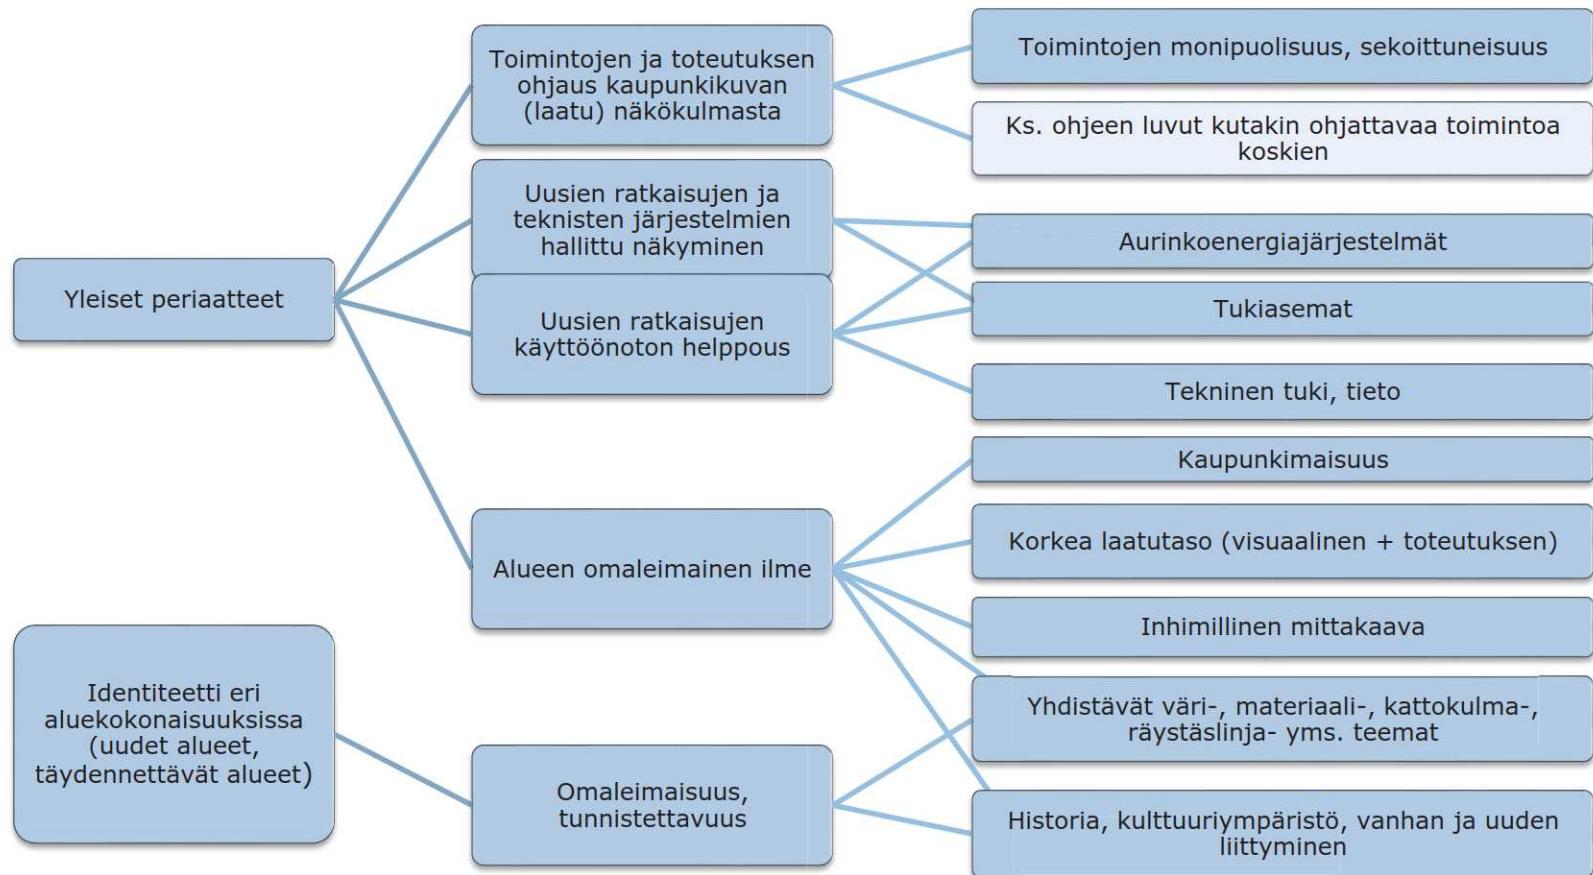 Yleiset periaatteet
Identiteetti eri
aluekokonaisuuksissa
(uudet alueet,
täydennettävät alueet)
Toimintojen ja toteutuksen
ohjaus kaupunkikuvan
(laatu) näkökulmasta
Uusien ratkaisujen ja
teknisten järjestelmien
hallittu näkyminen
Uusien ratkaisujen
käyttöönoton helppous
Alueen omaleimainen ilme
Omaleimaisuus,
tunnistettavuus
Toimintojen monipuolisuus, sekoittuneisuus
Ks. ohjeen luvut kutakin ohjattavaa toimintoa
koskien
Aurinkoenergiajärjestelmät
Tukiasemat
Tekninen tuki, tieto
Kaupunkimaisuus
Korkea laatutaso (visuaalinen + toteutuksen)
Inhimillinen mittakaava
Yhdistävät väri-, materiaali-, kattokulma-,
räystäslinja- yms. teemat
Historia, kulttuuriympäristö, vanhan ja uuden
liittyminen